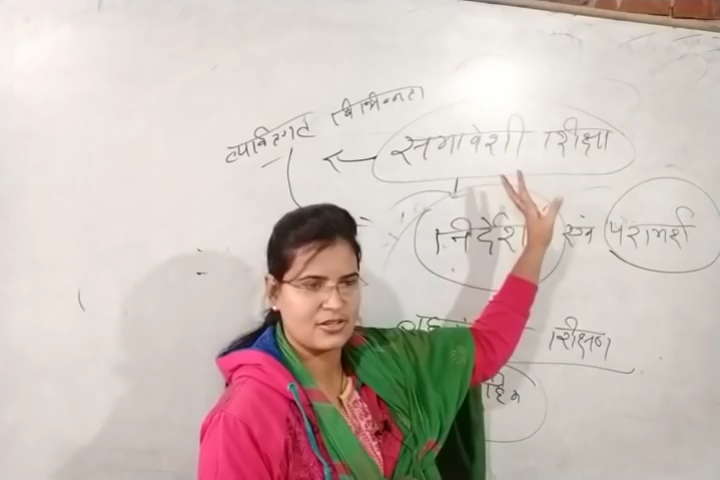 व्यक्तिगत विभिन्नता
समावेशी शिक्षा
निर्देशन एवं परामर्श
शिक्षण